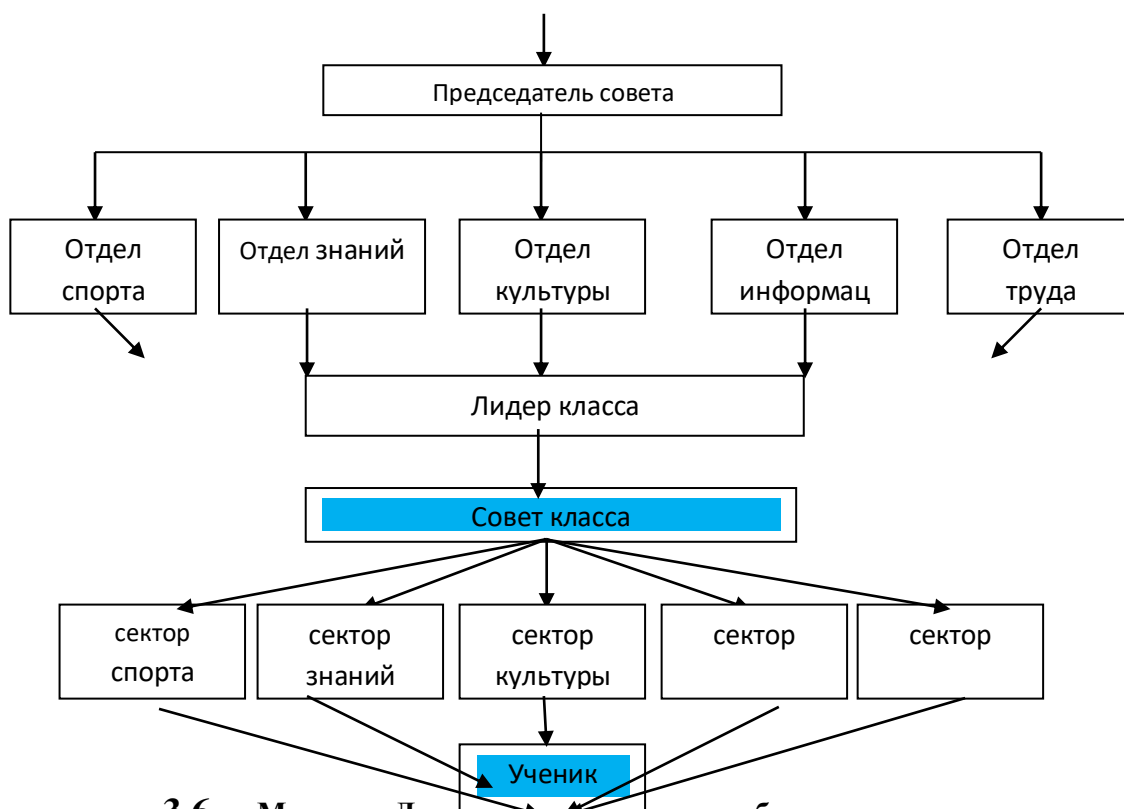 Председатель совета
Отдел
спорта
Отдел знаний
Отдел
культуры
Отдел
информац
Отдел
труда
Лидер класса
Совет класса
сектор
спорта
сектор
знаний
сектор
культуры
сектор
сектор
Ученик